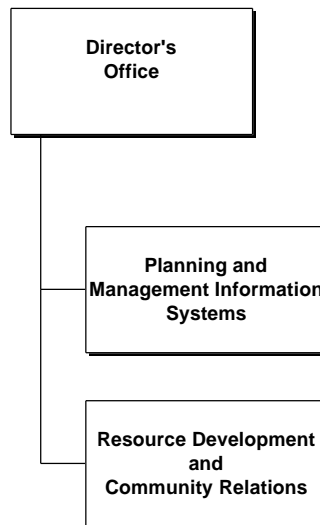 Director's
Office
Planning and
Management Information
Systems
Resource Development
and
Community Relations